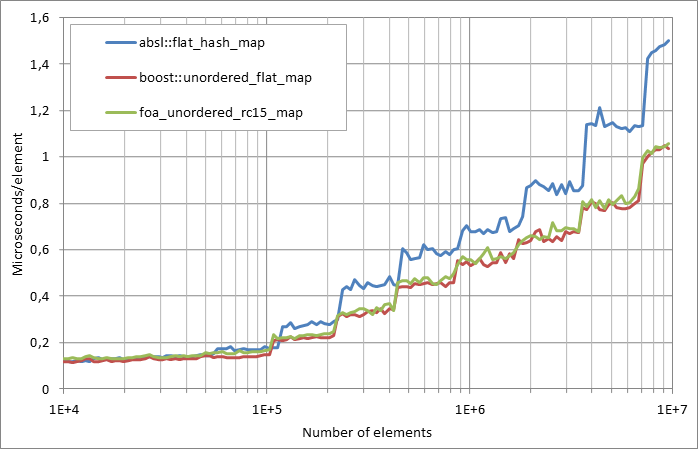 1,6
1,4
1,2
1
0,8
0,6
0,4
0,2
0
Microseconds/element
absl::flat_hash_map
boost::unordered_flat_map
foa_unordered_rc15_map
1E+4 1E+5 1E+6 1E+7
Number of elements